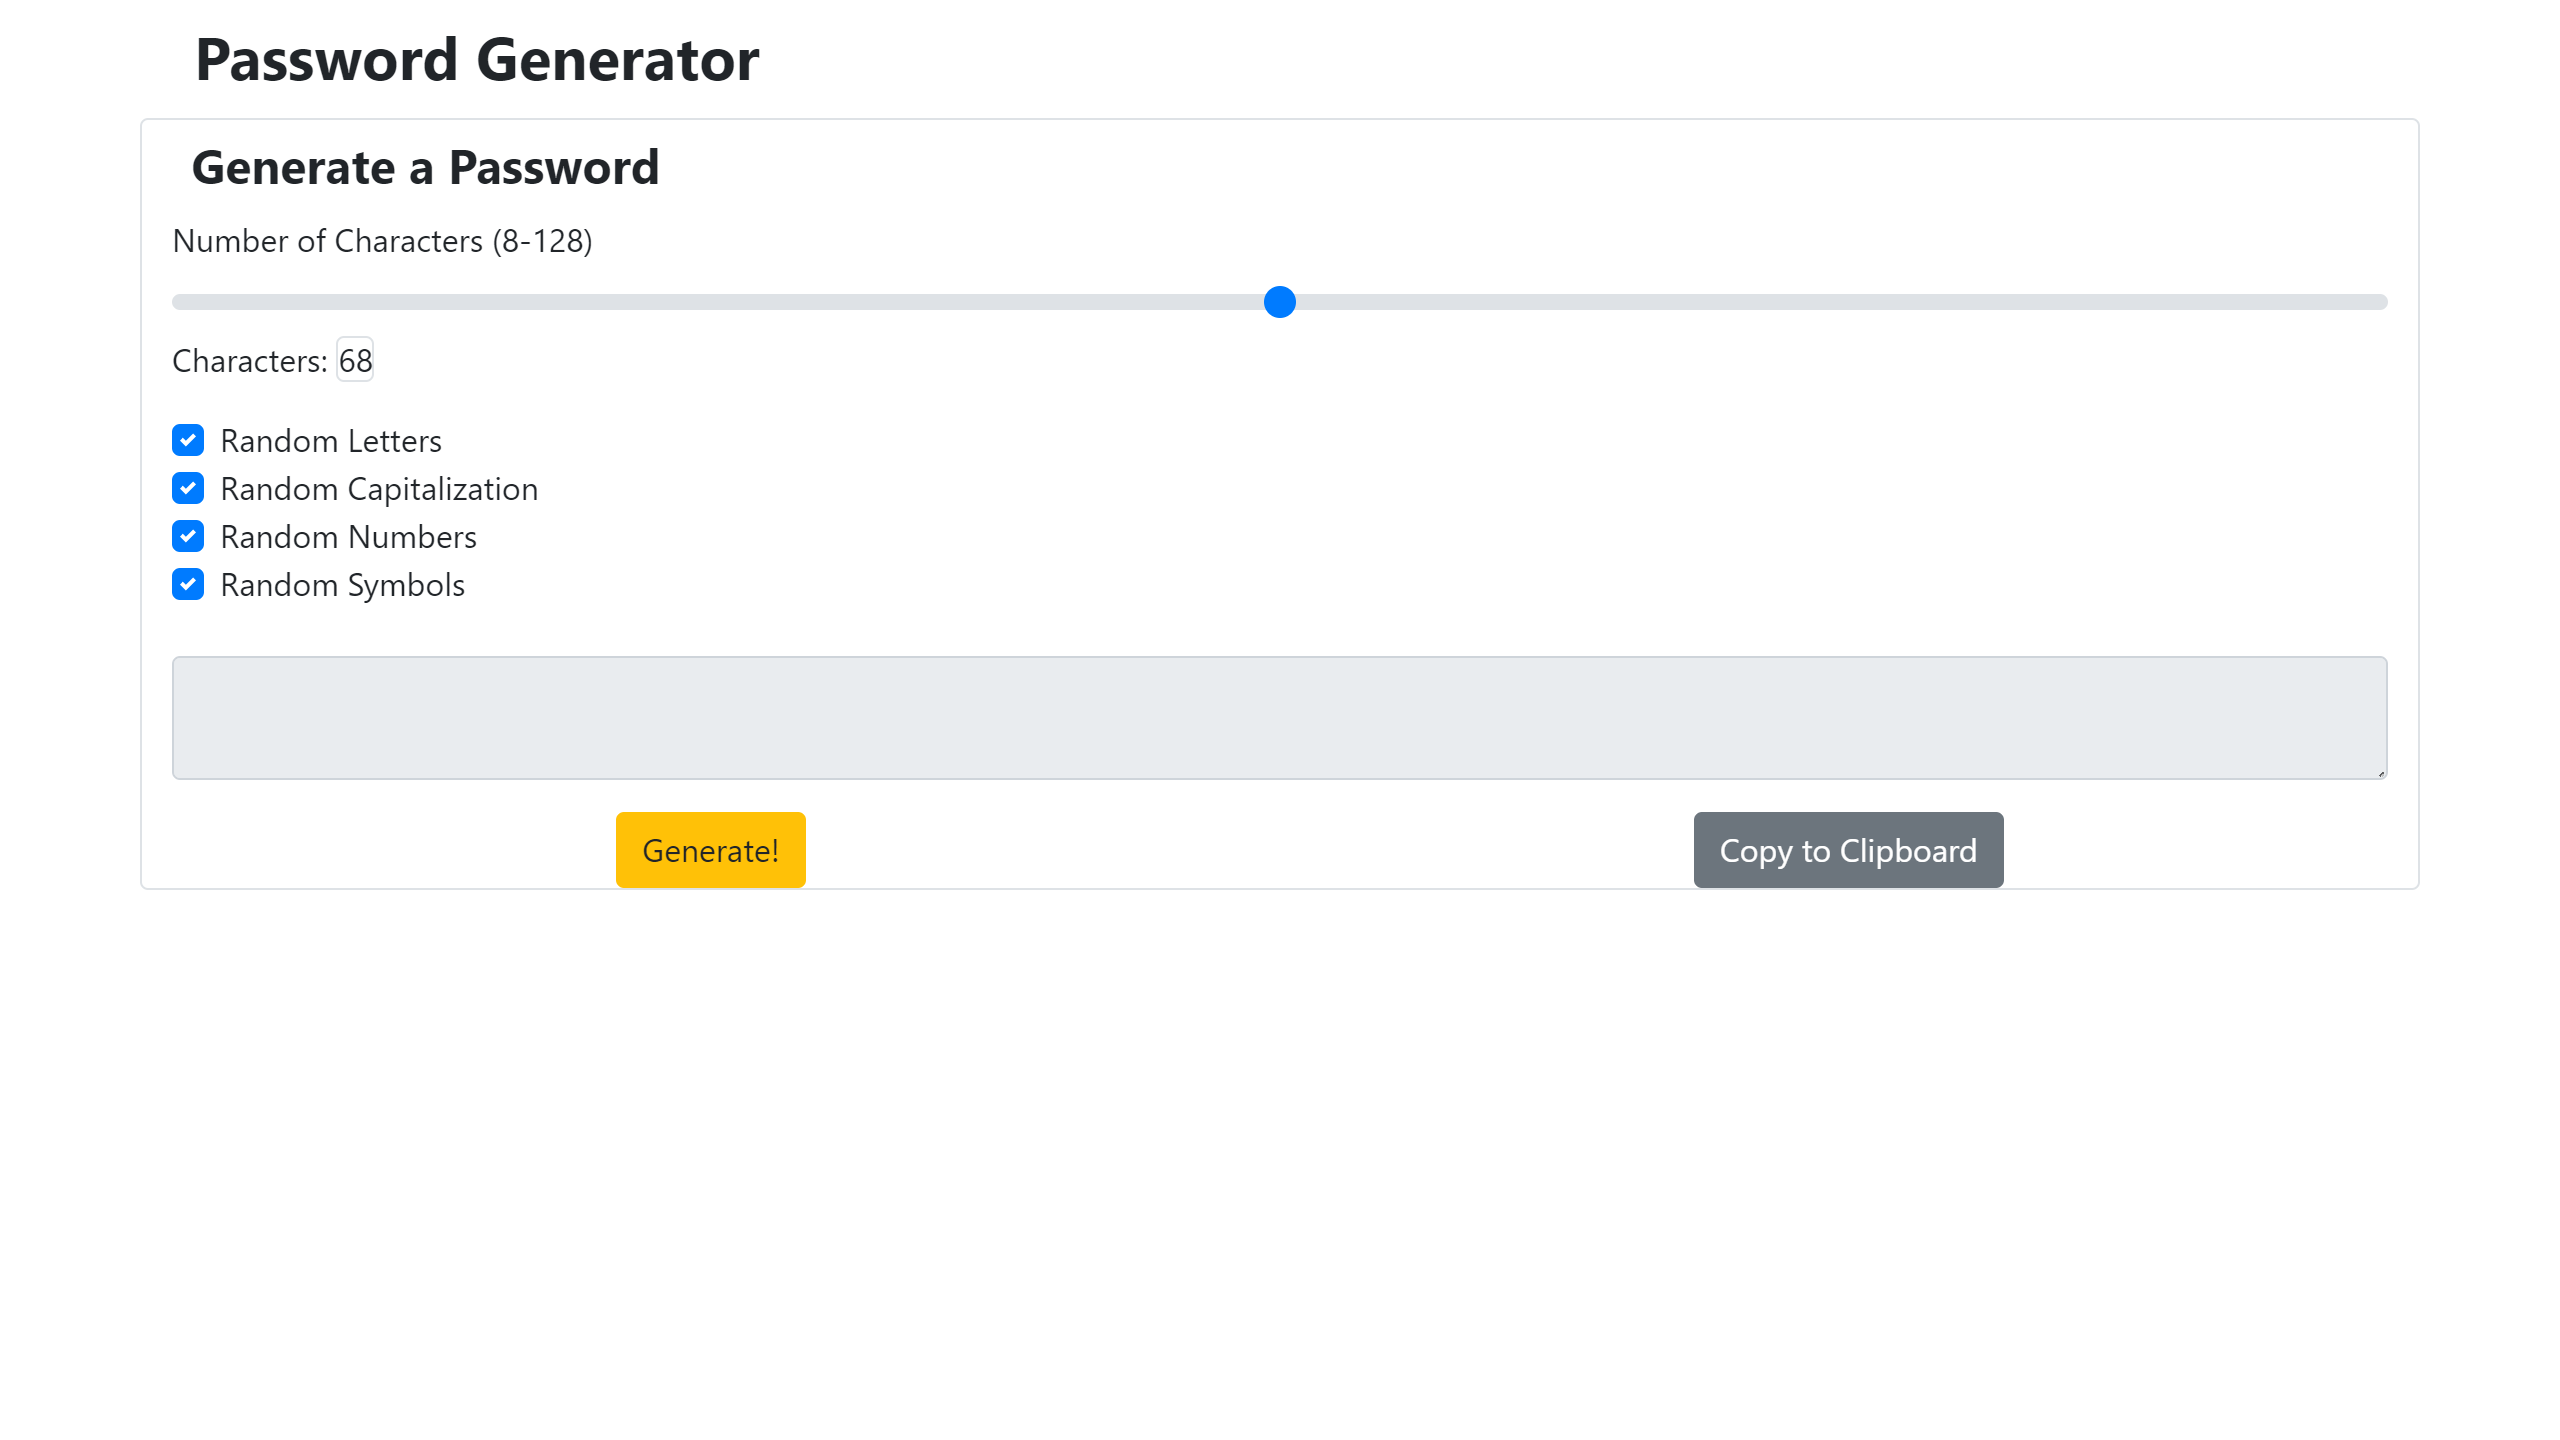 Password Generator
Generate a Password
Number of Characters (8-128)
Characters: 68
Random Letters
Random Capitalization
Random Numbers
Random Symbols
Generate!
Copy to Clipboard